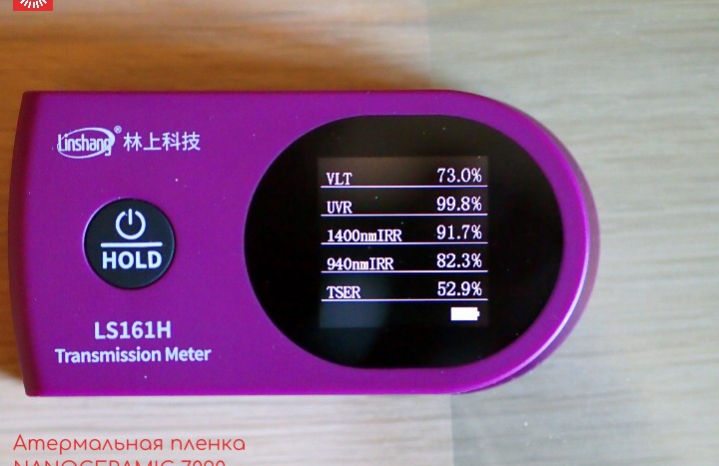 Linshang® 林上科技
VLT 73.0%
UVR 99.8%
1400nmIRR 91.7%
940nmIRR 82.3%
TSER 52.9%
HOLD
LS161H
Transmission Meter
Атермальная пленка
NANOCERAMIC